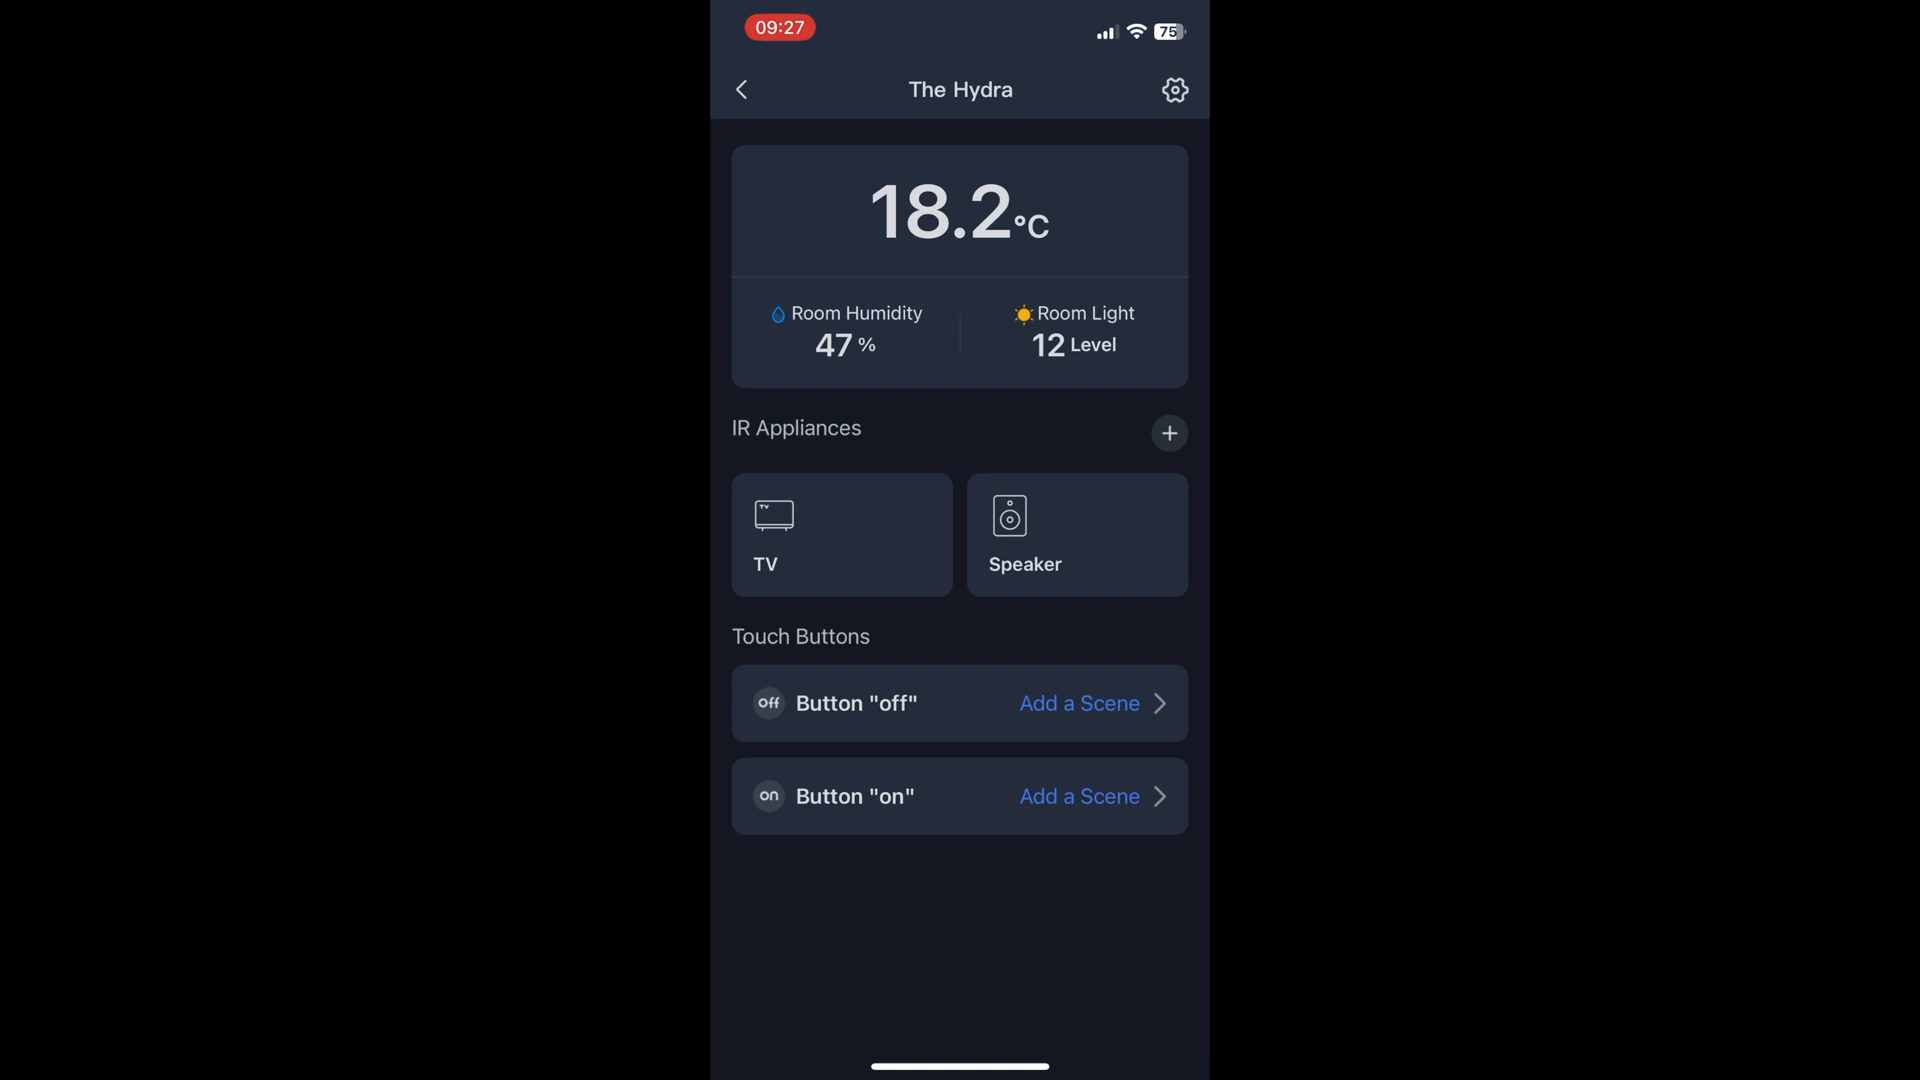 09:27
75
The Hydra
18.2°C
Room Humidity
47 %
Room Light
12 Level
IR Appliances
TV
TV
Speaker
Touch Buttons
off Button "off" Add a Scene
on Button "on" Add a Scene